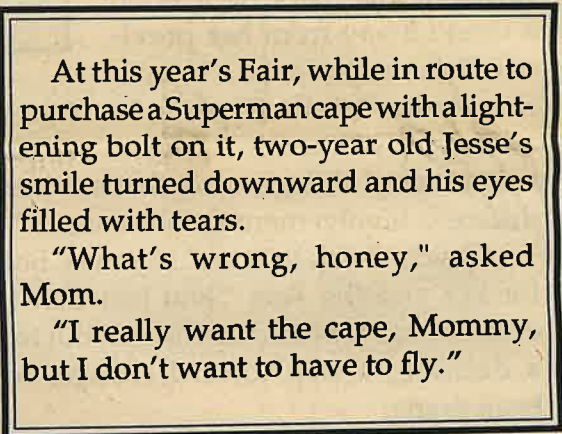 At this year's Fair, while in route to
purchase a Superman cape with a light-
ening bolt on it, two-year old Jesse's
smile turned downward and his eyes
filled with tears.
"What's wrong, honey," asked
Mom.
"I really want the cape, Mommy,
but I don't want to have to fly."